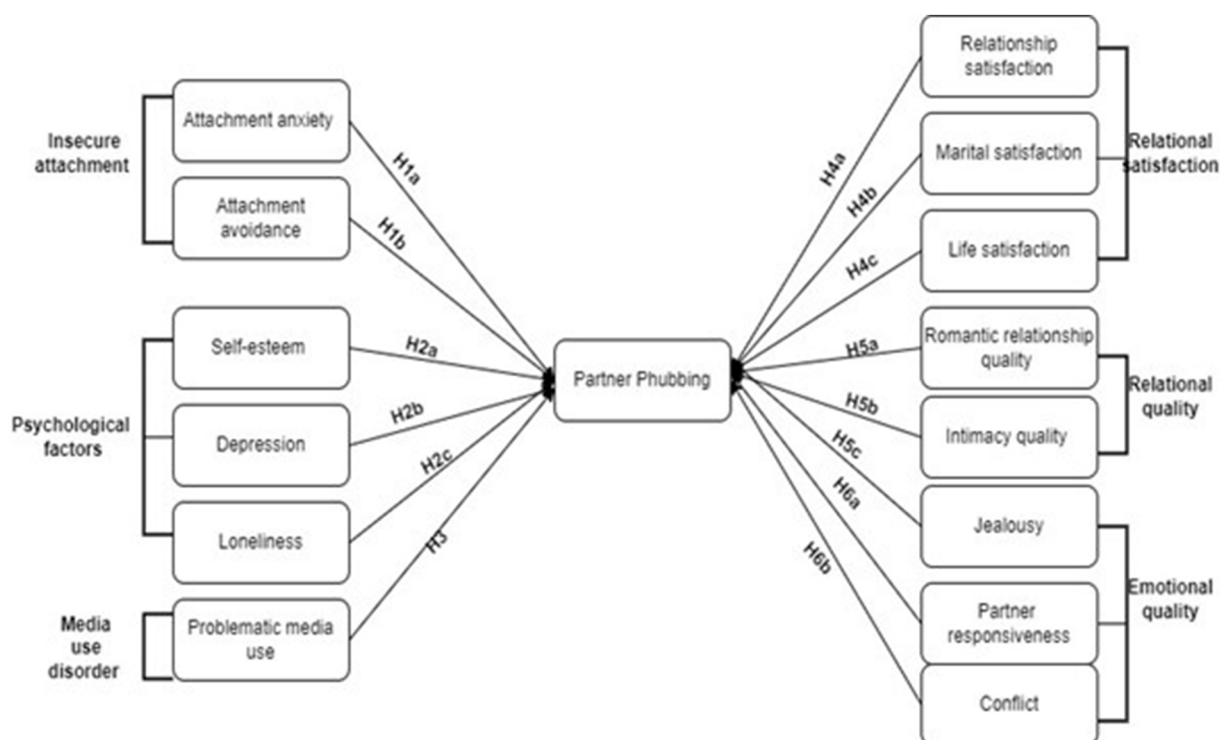 Insecure
attachment
Attachment anxiety
Attachment
avoidance
H1a
H1b
Psychological
factors
Self-esteem
Depression
Loneliness
H2a
H2b
H2c
Media
use
disorder
Problematic media
use
H3
Partner Phubbing
H4a
H4b
H4c
H5a
H5b
H5c
H6a
H6b
Relationship
satisfaction
Marital satisfaction
Life satisfaction
Relational
satisfaction
Romantic relationship
quality
Intimacy quality
Relational
quality
Jealousy
Partner
responsiveness
Conflict
Emotional
quality